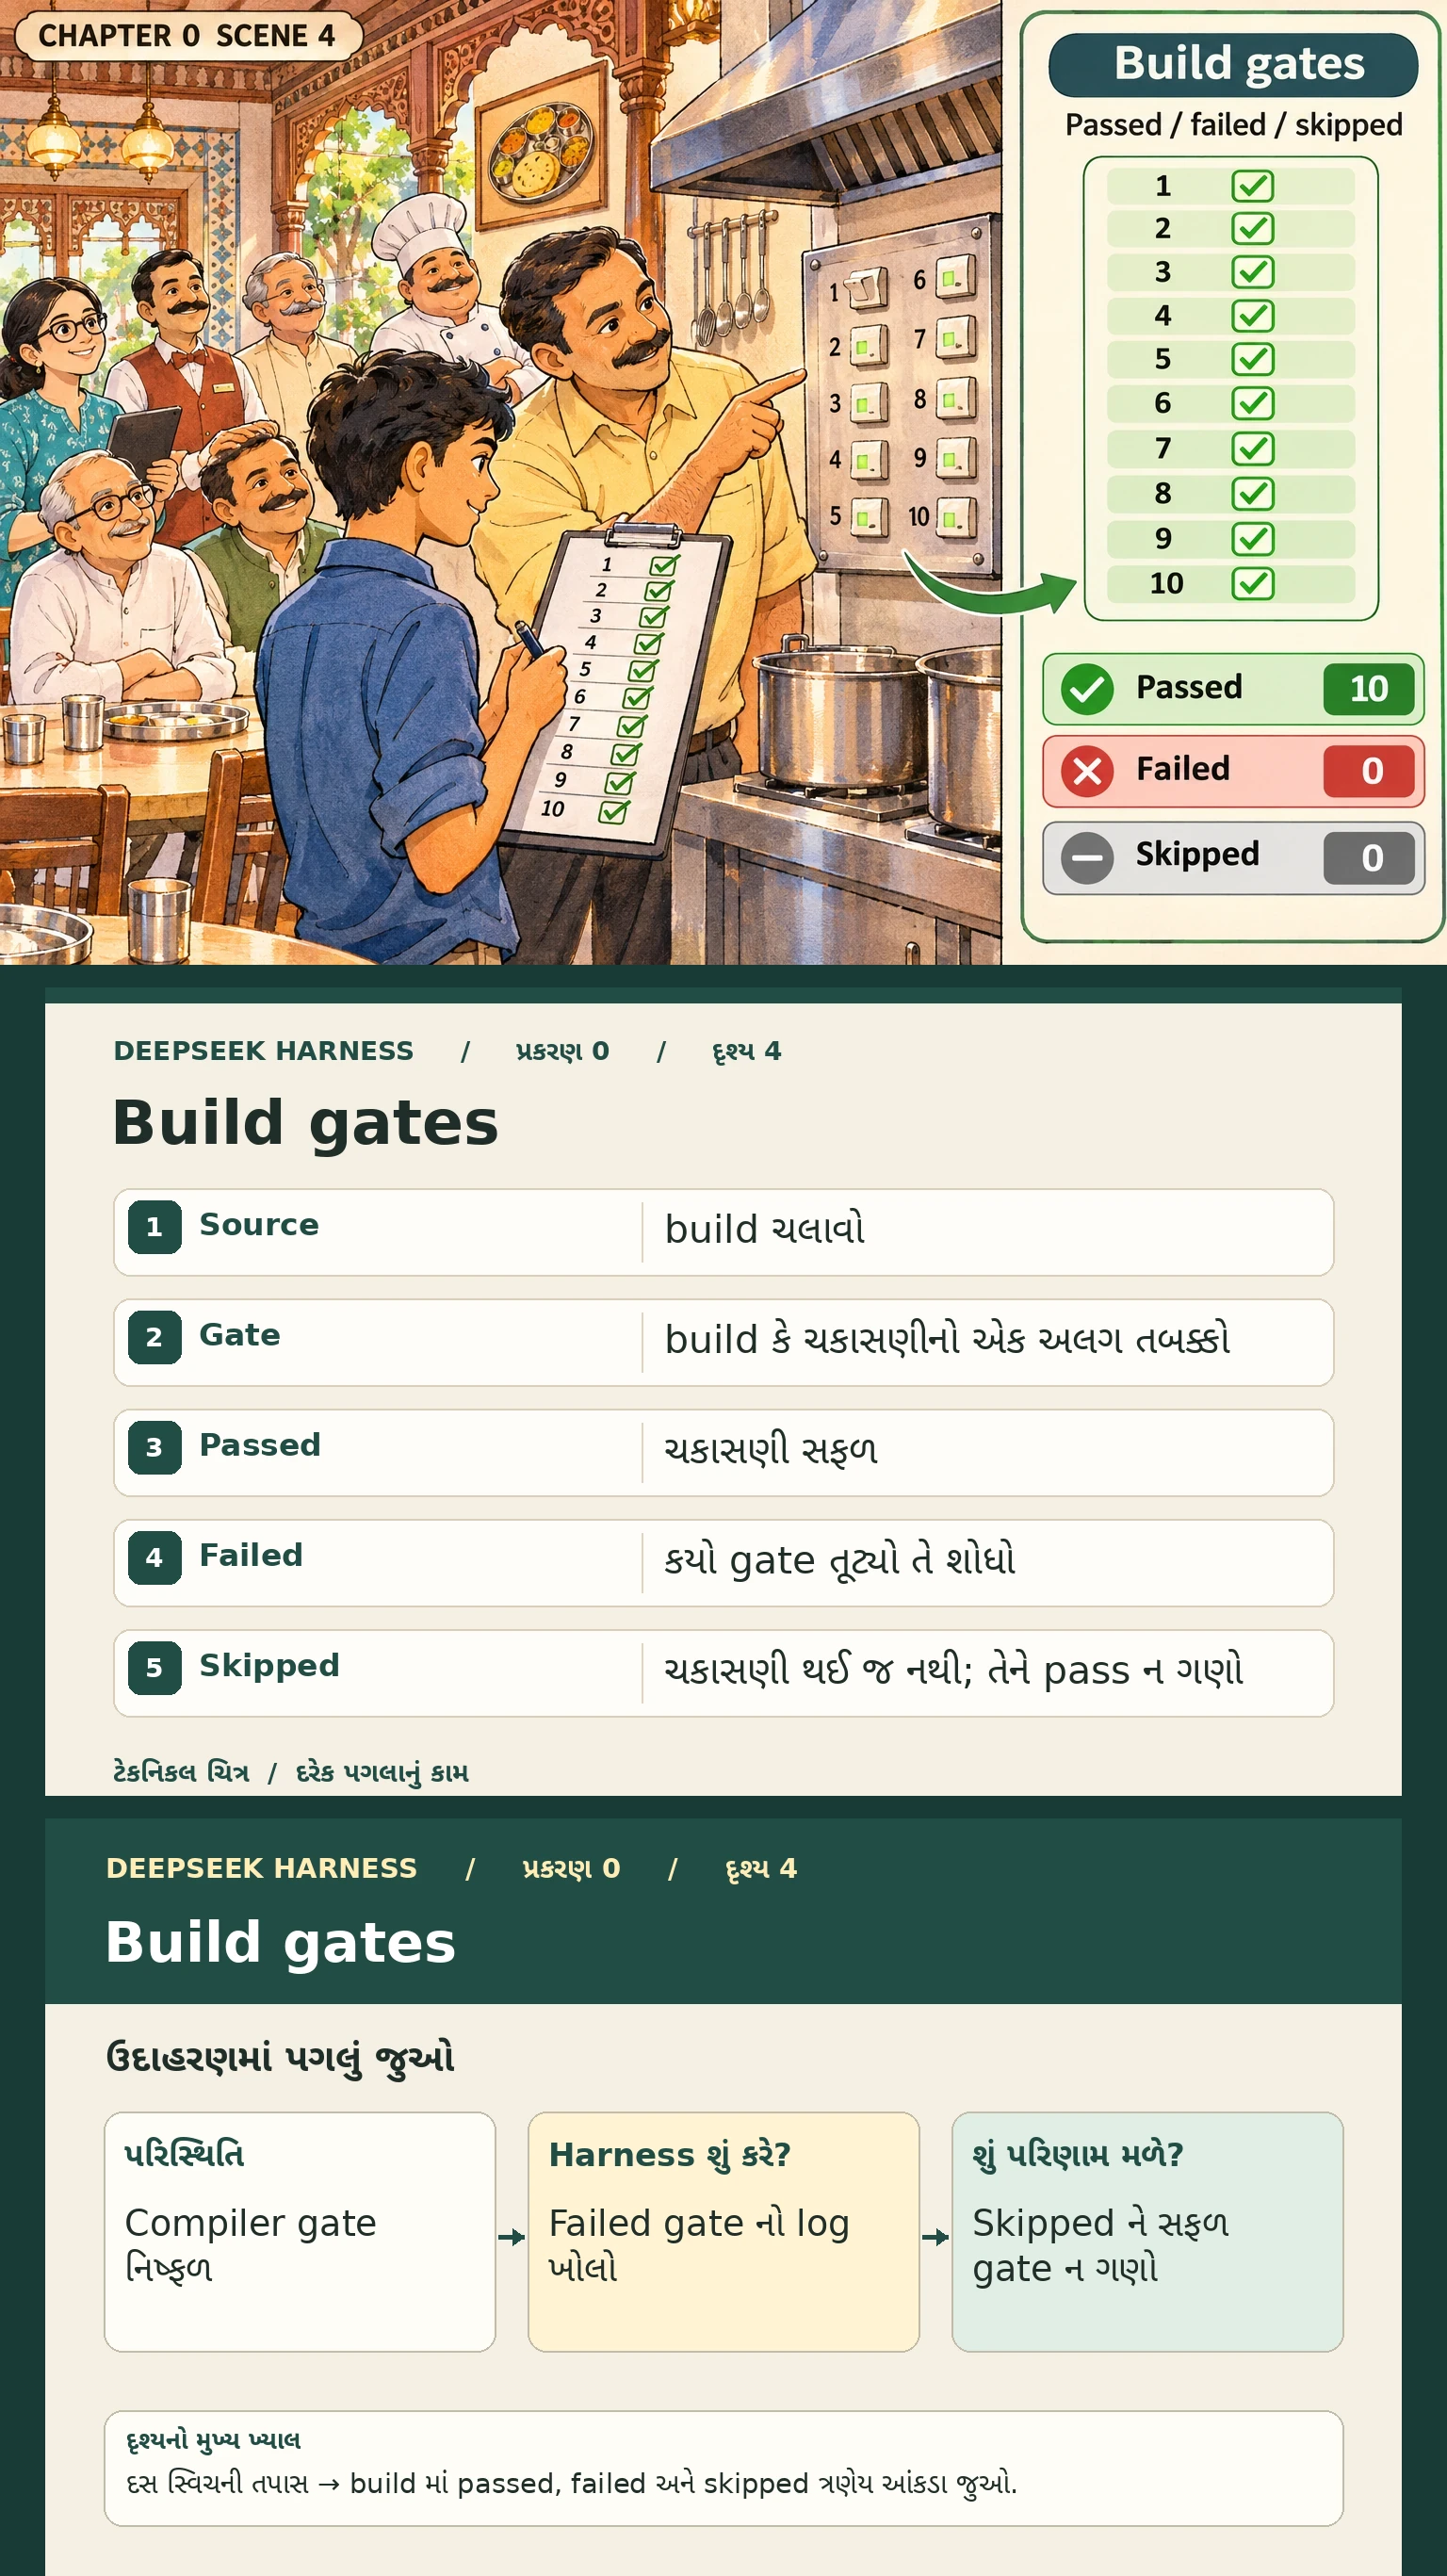 CHAPTER 0 SCENE 4
1
2
3
4
5
6
7
8
9
10
1
2
3
4
5
6
7
8
9
10
Build gates
Passed / failed / skipped
1
2
3
4
5
6
7
8
9
10
Passed 10
Failed 0
Skipped 0
DEEPSEEK HARNESS / પ્રકરણ 0 / દૃશ્ય 4
Build gates
1 Source build ચલાવો
2 Gate build કે ચકાસણીનો એક અલગ તબક્કો
3 Passed ચકાસણી સફળ
4 Failed કયો gate તૂટ્યો તે શોધો
5 Skipped ચકાસણી થઈ જ નથી; તેને pass ન ગણો
ટેકનિકલ ચિત્ર / દરેક પગલાનું કામ
DEEPSEEK HARNESS / પ્રકરણ 0 / દૃશ્ય 4
Build gates
ઉદાહરણમાં પગલું જુઓ
પરિસ્થિતિ
Compiler gate
નિષ્ફળ
Harness શું કરે?
Failed gate નો log
ખોલો
શું પરિણામ મળે?
Skipped ને સફળ
gate ન ગણો
દૃશ્યનો મુખ્ય ખ્યાલ
દસ સ્વિચની તપાસ → build માં passed, failed અને skipped ત્રણેય આંકડા જુઓ.